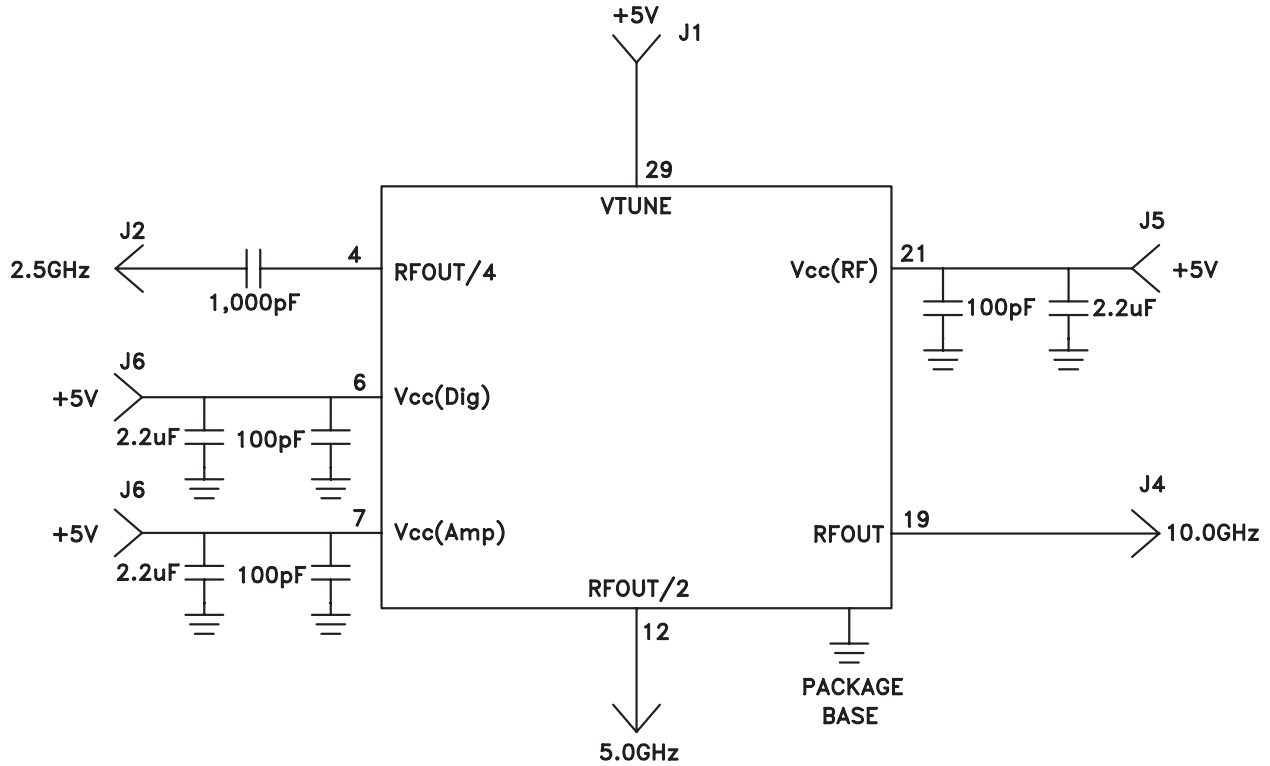 +5V
J1
29
VTUNE
J2
2.5GHz
1,000pF
4
RFOUT/4
J6
+5V
2.2uF
100pF
6
Vcc(Dig)
J6
+5V
2.2uF
100pF
7
Vcc(Amp)
Vcc(RF)
21
J5
+5V
100pF
2.2uF
RFOUT
19
J4
10.0GHz
RFOUT/2
12
5.0GHz
PACKAGE
BASE